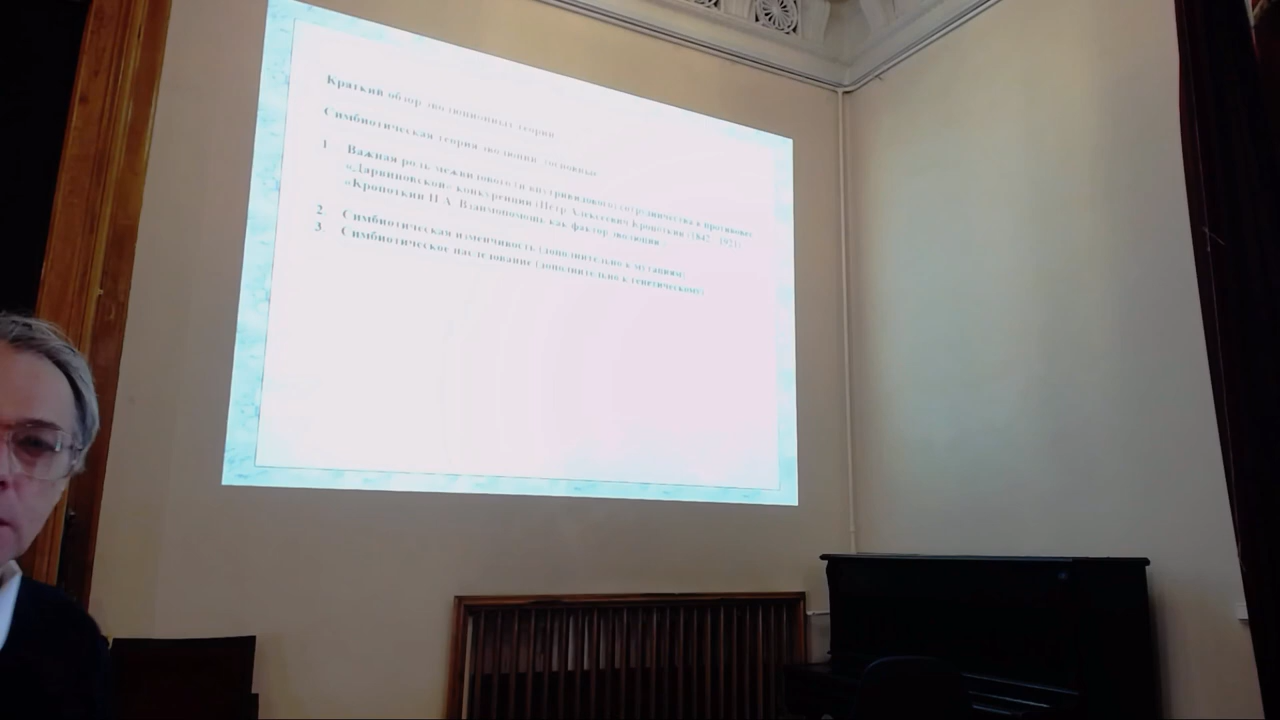 Краткий обзор эволюционных теорий
Симбиотическая теория эволюции основные
1 Важная роль межвидового (и внутривидового) сотрудничества в противовес
«Дарвиновской» конкуренции (Петр Алексеевич Кропоткин (1842 - 1921)
«Кропоткин П.А. Взаимопомощь как фактор эволюции»
2. Симбиотическая изменчивость (дополнительно к мутациям)
3. Симбиотическое наследование (дополнительно к генетическому)